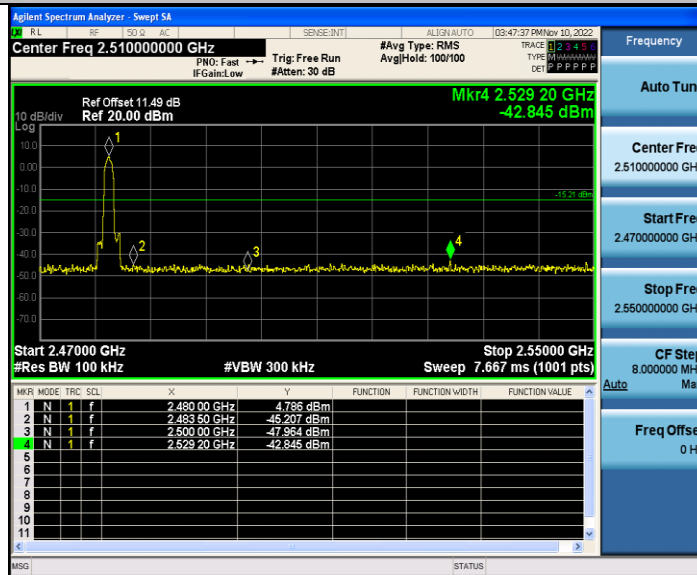 Agilent Spectrum Analyzer - Swept SA
RL RF 50 Ω AC SENSE:INT ALIGN AUTO 03:47:37 PM Nov 10, 2022
Center Freq 2.510000000 GHz
PNO: Fast
IFGain:Low
Trig: Free Run
#Atten: 30 dB
#Avg Type: RMS
Avg|Hold: 100/100
TRACE 1 2 3 4 5 6
TYPE M
DET P P P P P P
Mkr4 2.529 20 GHz
-42.845 dBm
Ref Offset 11.49 dB
10 dB/div Ref 20.00 dBm
Log
10.0
0.00
-10.0
-20.0
-30.0
-40.0
-50.0
-60.0
-70.0
1
2
3
4
-15.21 dBm
Start 2.47000 GHz Stop 2.55000 GHz
#Res BW 100 kHz #VBW 300 kHz Sweep 7.667 ms (1001 pts)
MKR MODE TRC SCL X Y FUNCTION FUNCTION WIDTH FUNCTION VALUE
1 N 1 f 2.480 00 GHz 4.786 dBm
2 N 1 f 2.483 50 GHz -45.207 dBm
3 N 1 f 2.500 00 GHz -47.964 dBm
4 N 1 f 2.529 20 GHz -42.845 dBm
5
6
7
8
9
10
11
MSG STATUS
Frequency
Auto Tun
Center Fre
2.510000000 GH
Start Fre
2.470000000 GH
Stop Fre
2.550000000 GH
CF Step
8.000000 MH
Auto Ma
Freq Offse
0 H